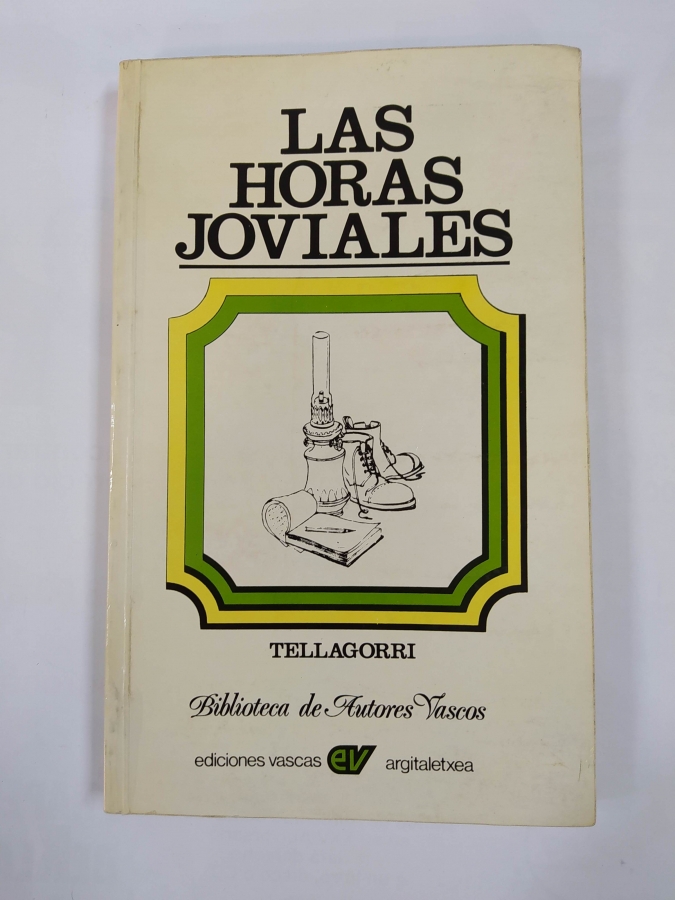 LAS
HORAS
JOVIALES
TELLAGORRI
Biblioteca de Autores Vascos
ediciones vascas ev argitaletxea